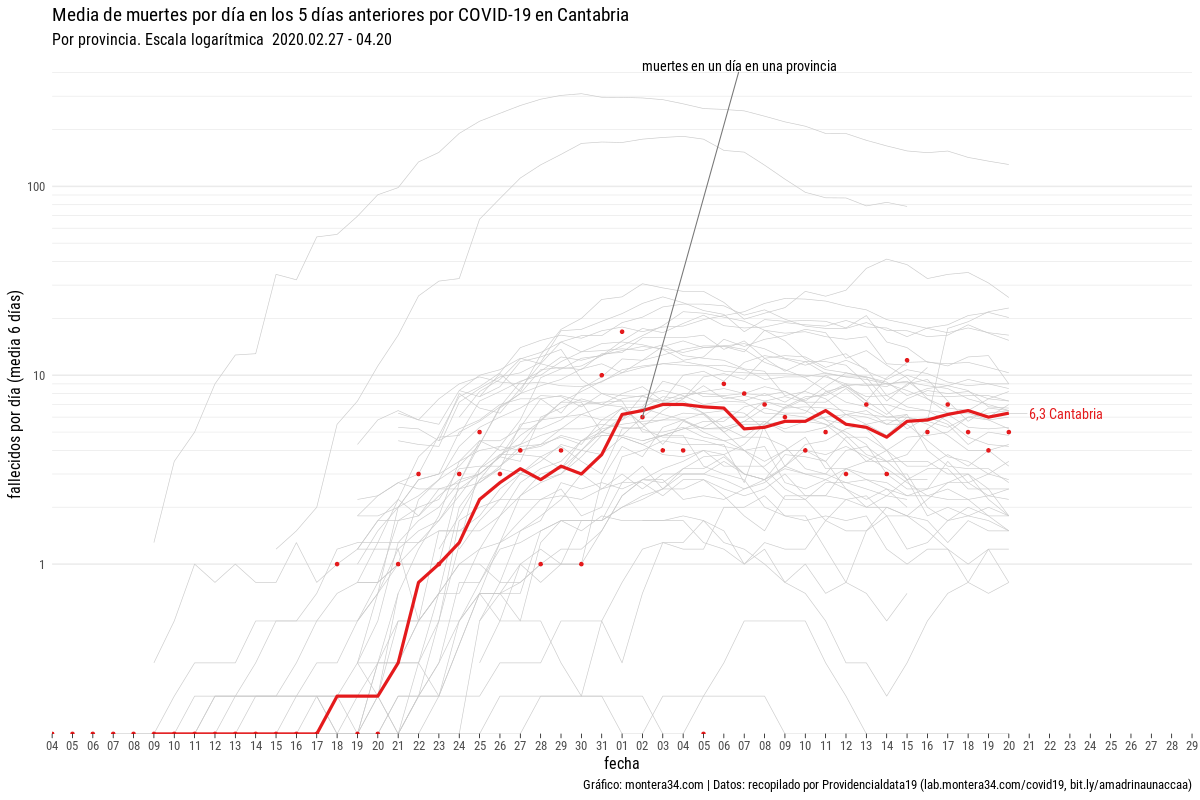 Media de muertes por día en los 5 días anteriores por COVID-19 en Cantabria
Por provincia. Escala logarítmica  2020.02.27 - 04.20
muertes en un día en una provincia
fallecidos por día (media 6 días)
100
10
1
6,3 Cantabria
04 05 06 07 08 09 10 11 12 13 14 15 16 17 18 19 20 21 22 23 24 25 26 27 28 29 30 31 01 02 03 04 05 06 07 08 09 10 11 12 13 14 15 16 17 18 19 20 21 22 23 24 25 26 27 28 29
fecha
Gráfico: montera34.com | Datos: recopilado por Providencialdata19 (lab.montera34.com/covid19, bit.ly/amadrinaunaccaa)